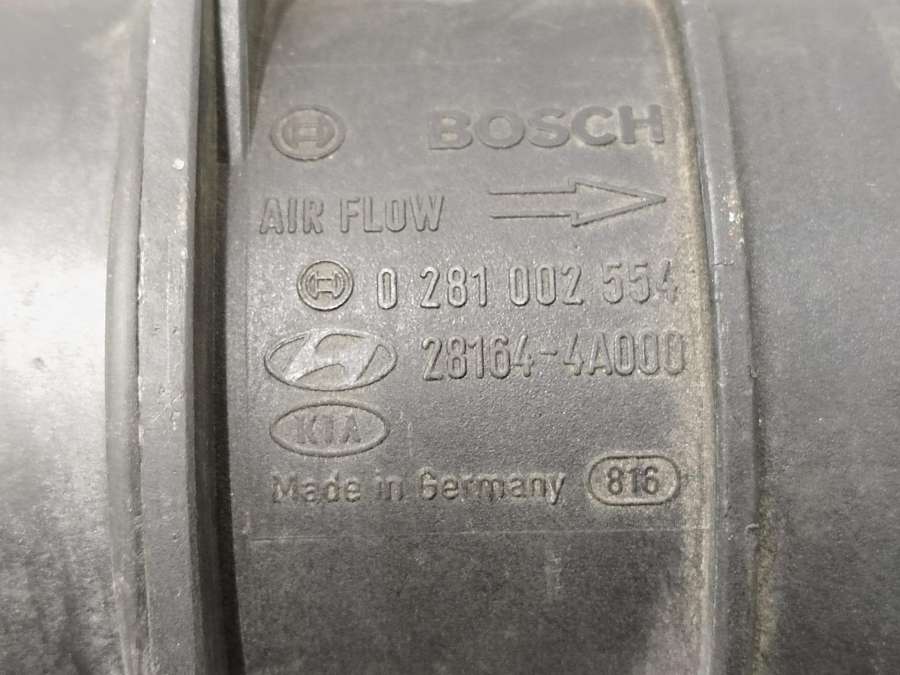 BOSCH
AIR FLOW
0 281 002 554
28164-4A000
KIA
Made in Germany 816